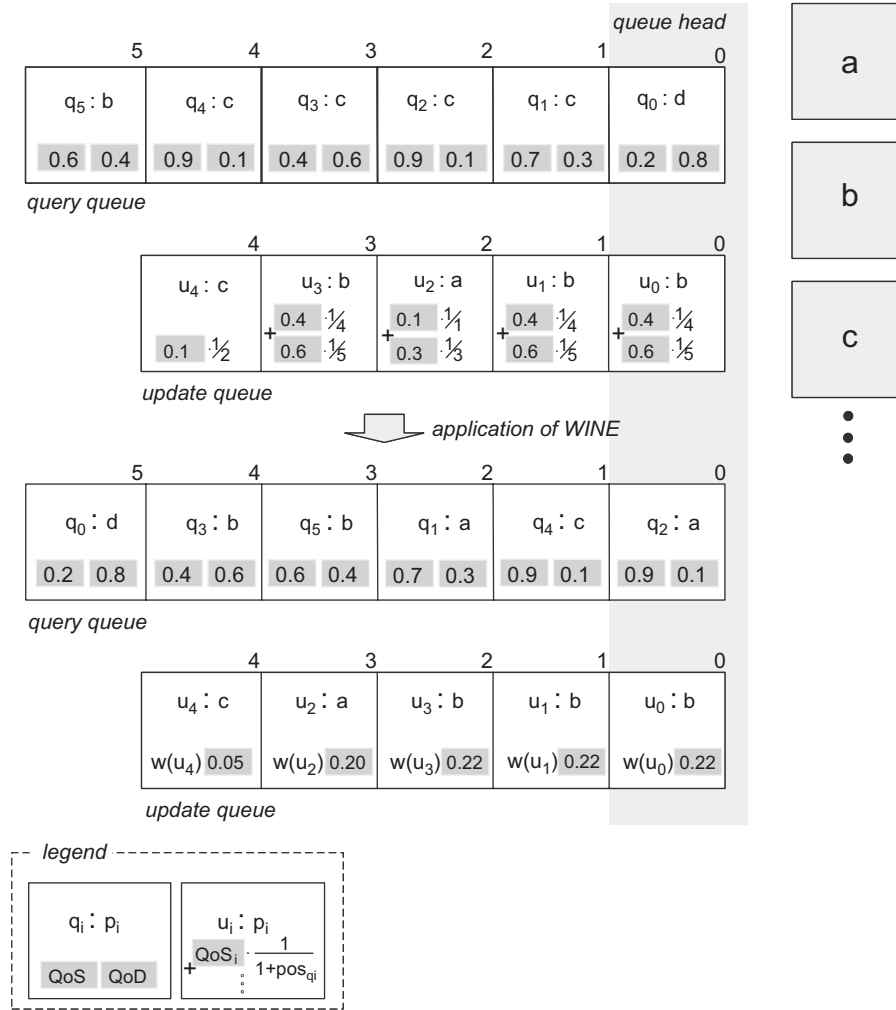 queue head
5 4 3 2 1 0
q5 : b q4 : c q3 : c q2 : c q1 : c q0 : d
0.6 0.4 0.9 0.1 0.4 0.6 0.9 0.1 0.7 0.3 0.2 0.8
query queue
4 3 2 1 0
u4 : c u3 : b u2 : a u1 : b u0 : b
0.4 ·1/4 0.1 ·1/1 0.4 ·1/4 0.4 ·1/4
+ + + +
0.1 ·1/2 0.6 ·1/5 0.3 ·1/3 0.6 ·1/5 0.6 ·1/5
update queue
application of WINE
5 4 3 2 1 0
q0 : d q3 : b q5 : b q1 : a q4 : c q2 : a
0.2 0.8 0.4 0.6 0.6 0.4 0.7 0.3 0.9 0.1 0.9 0.1
query queue
4 3 2 1 0
u4 : c u2 : a u3 : b u1 : b u0 : b
w(u4) 0.05 w(u2) 0.20 w(u3) 0.22 w(u1) 0.22 w(u0) 0.22
update queue
a
b
c
legend
qi : pi
QoS QoD
ui : pi
+ QoSi · 1/1+posqi